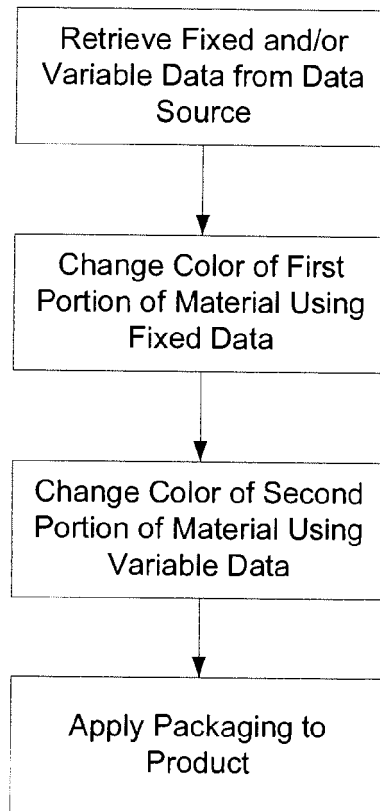 Retrieve Fixed and/or
Variable Data from Data
Source
Change Color of First
Portion of Material Using
Fixed Data
Change Color of Second
Portion of Material Using
Variable Data
Apply Packaging to
Product